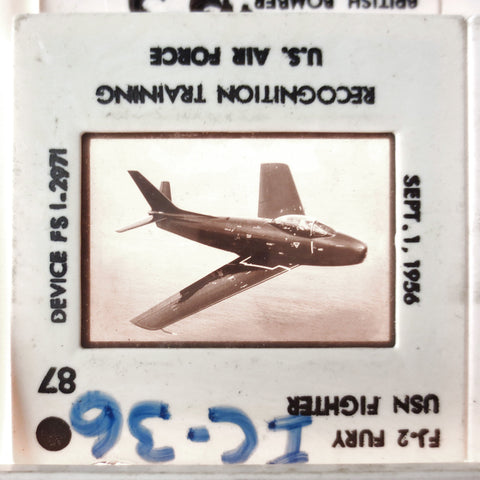 FJ-2 FURY
USN FIGHTER
IC-36
87
SEPT. 1, 1956
DEVICE FS 1-2971
RECOGNITION TRAINING
U.S. AIR FORCE
BRITISH BOMBER